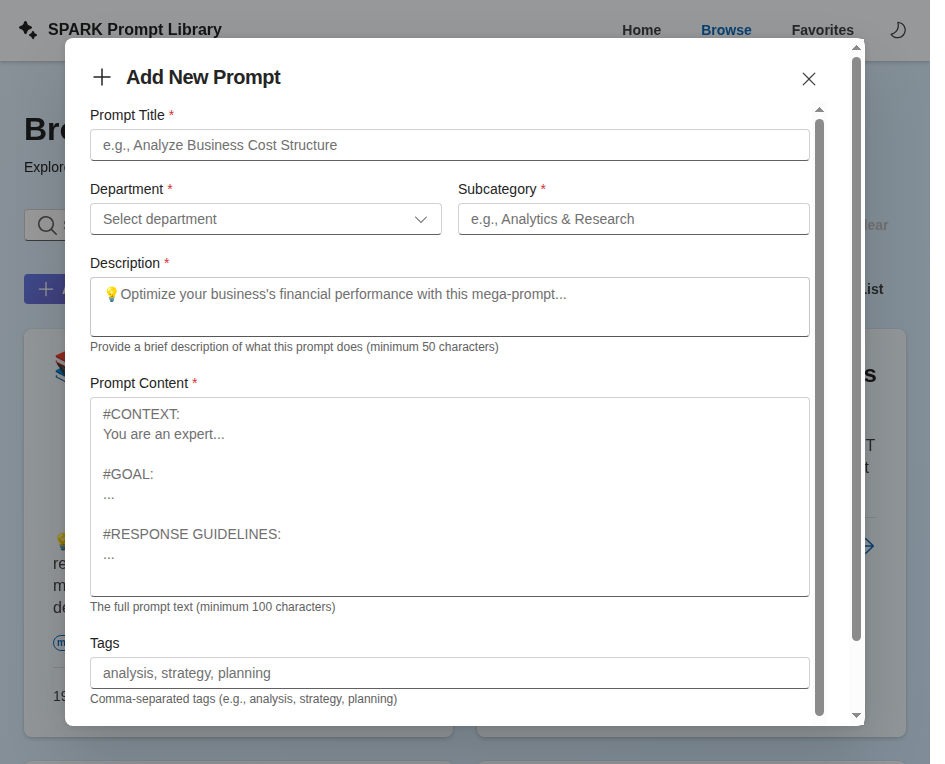 SPARK Prompt Library
Home
Browse
Favorites
Add New Prompt
Prompt Title *
e.g., Analyze Business Cost Structure
Department *
Subcategory *
Select department
e.g., Analytics & Research
Description *
💡Optimize your business's financial performance with this mega-prompt...
Provide a brief description of what this prompt does (minimum 50 characters)
Prompt Content *
#CONTEXT:
You are an expert...
#GOAL:
...
#RESPONSE GUIDELINES:
...
The full prompt text (minimum 100 characters)
Tags
analysis, strategy, planning
Comma-separated tags (e.g., analysis, strategy, planning)